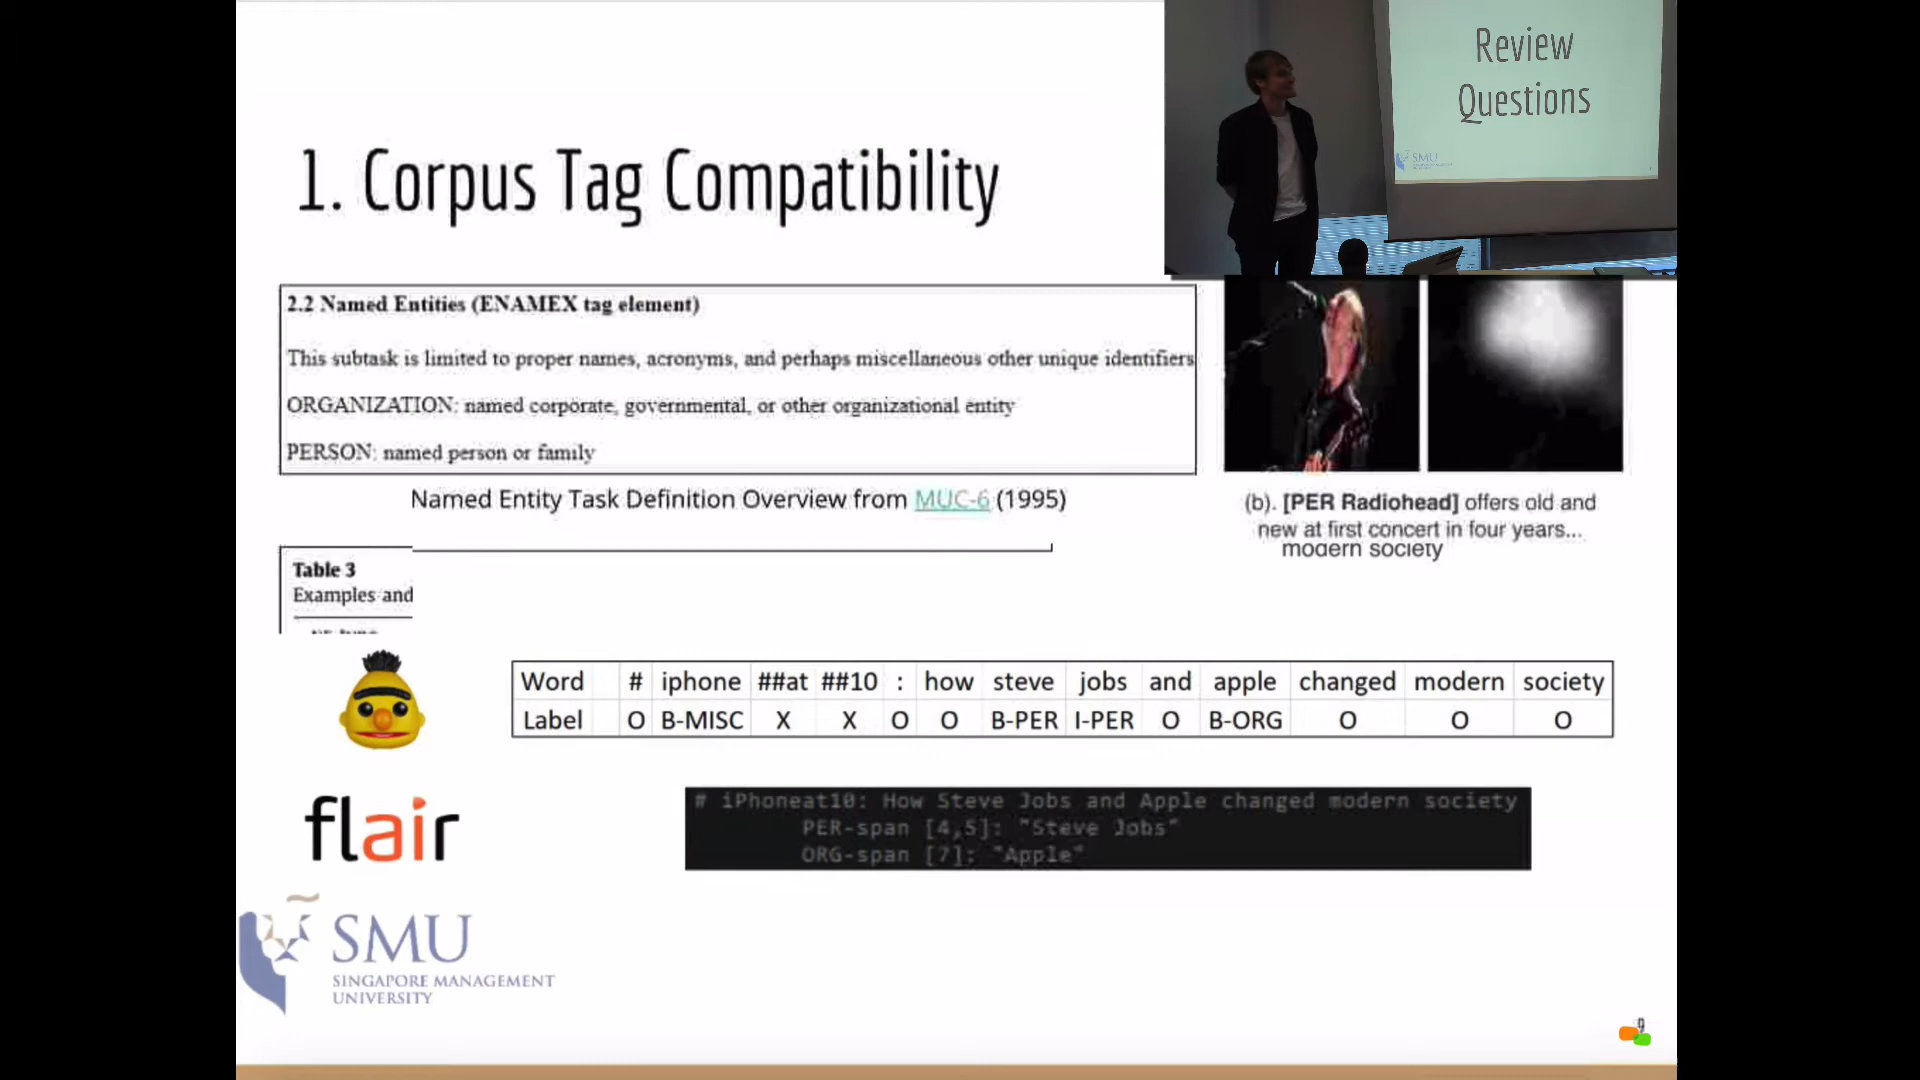 Review
Questions
SMU
1. Corpus Tag Compatibility
2.2 Named Entities (ENAMEX tag element)
This subtask is limited to proper names, acronyms, and perhaps miscellaneous other unique identifiers
ORGANIZATION: named corporate, governmental, or other organizational entity
PERSON: named person or family
Named Entity Task Definition Overview from MUC-6 (1995)
(b). [PER Radiohead] offers old and
new at first concert in four years...
modern society
Table 3
Examples and
Word # iphone ##at ##10 : how steve jobs and apple changed modern society
Label O B-MISC X X O O B-PER I-PER O B-ORG O O O
flair
# iPhoneat10: How Steve Jobs and Apple changed modern society
PER-span [4,5]: "Steve Jobs"
ORG-span [7]: "Apple"
SMU
SINGAPORE MANAGEMENT
UNIVERSITY